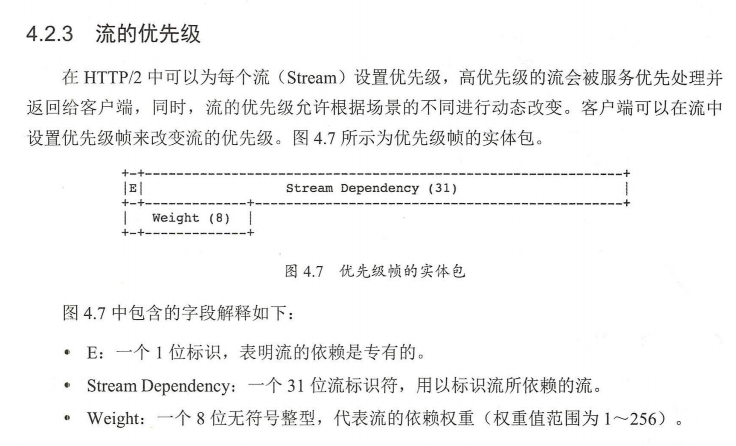 4.2.3 流的优先级
在 HTTP/2 中可以为每个流（Stream）设置优先级，高优先级的流会被服务优先处理并
返回给客户端，同时，流的优先级允许根据场景的不同进行动态改变。客户端可以在流中
设置优先级帧来改变流的优先级。图 4.7 所示为优先级帧的实体包。
+-+-------------------------------------------------------------+
|E| Stream Dependency (31) |
+-+-------------+-----------------------------------------------+
| Weight (8) |
+-+-------------+
图 4.7 优先级帧的实体包
图 4.7 中包含的字段解释如下：
• E：一个 1 位标识，表明流的依赖是专有的。
• Stream Dependency：一个 31 位流标识符，用以标识流所依赖的流。
• Weight：一个 8 位无符号整型，代表流的依赖权重（权重值范围为 1～256）。